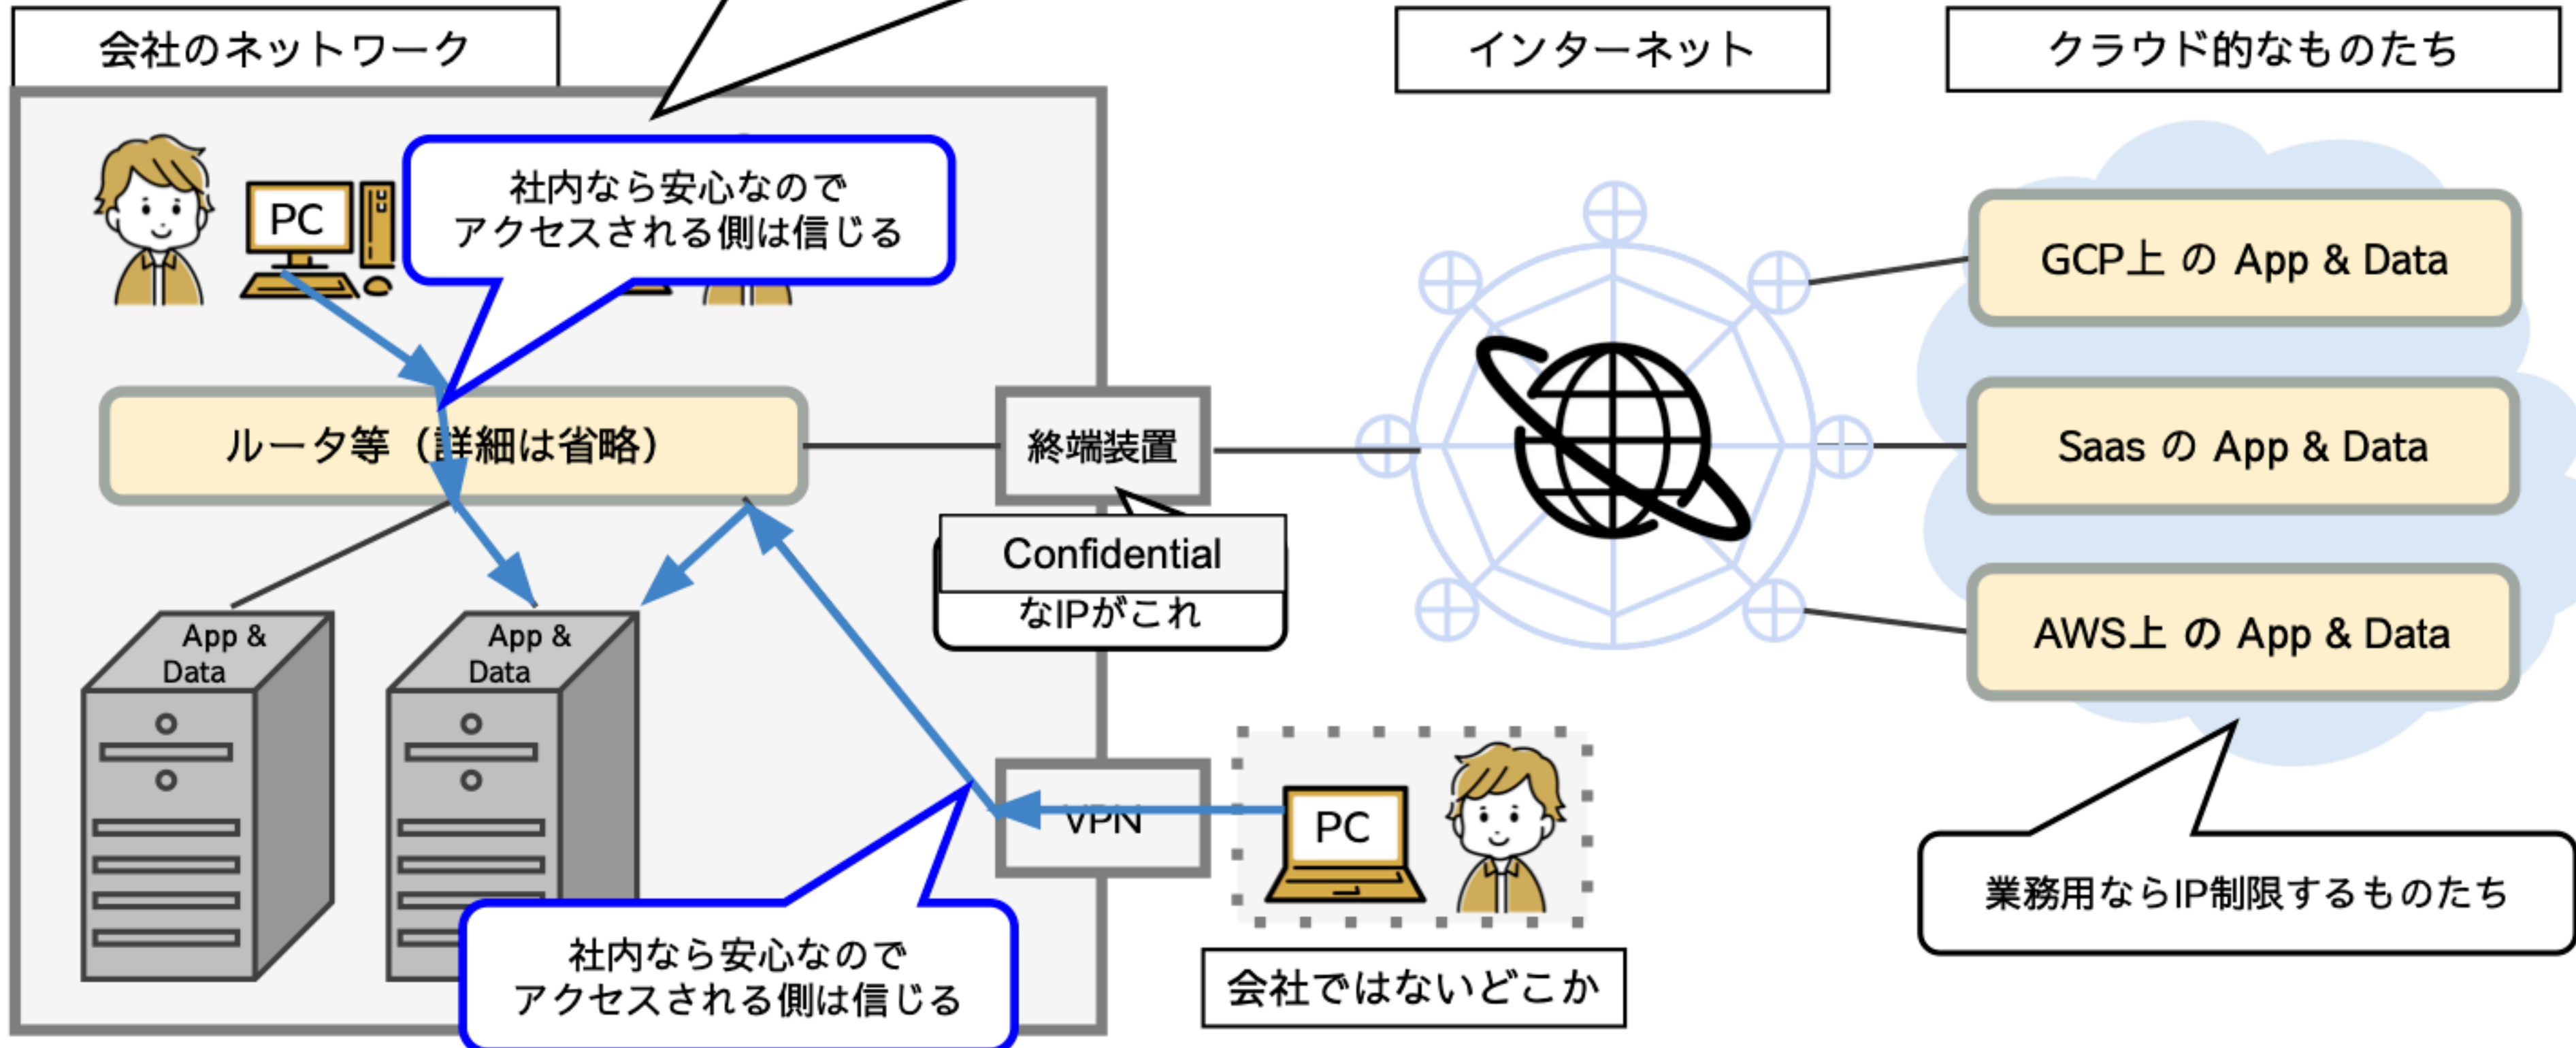 会社のネットワーク
インターネット
クラウド的なものたち
社内なら安心なので
アクセスされる側は信じる
PC
GCP上 の App & Data
ルータ等（詳細は省略）
終端装置
Saas の App & Data
Confidential
なIPがこれ
AWS上 の App & Data
App &
Data
App &
Data
VPN
PC
業務用ならIP制限するものたち
社内なら安心なので
アクセスされる側は信じる
会社ではないどこか